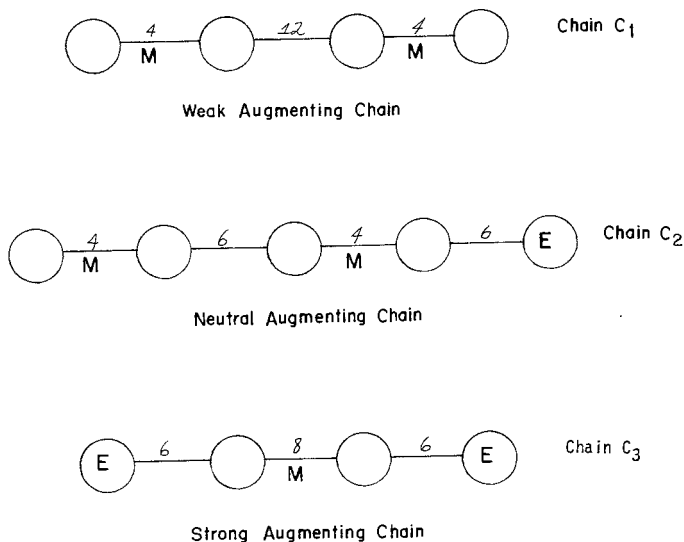 4 12 4 Chain C1
M M
Weak Augmenting Chain
4 6 4 6 E Chain C2
M M
Neutral Augmenting Chain
6 8 6 Chain C3
E M E
Strong Augmenting Chain